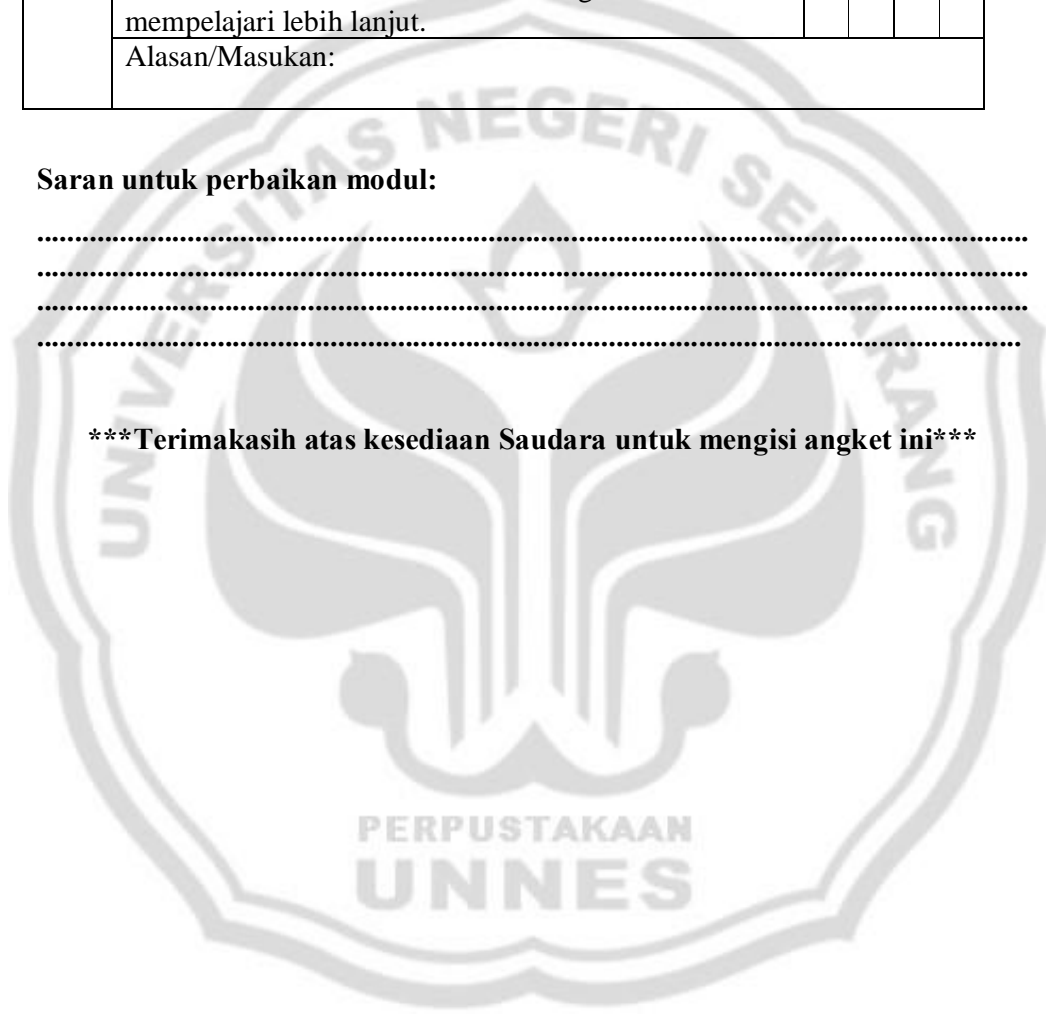 mempelajari lebih lanjut.
Alasan/Masukan:
Saran untuk perbaikan modul:
....................................................................................................................................
....................................................................................................................................
....................................................................................................................................
...................................................................................................................................
***Terimakasih atas kesediaan Saudara untuk mengisi angket ini***
UNIVERSITAS NEGERI SEMARANG
PERPUSTAKAAN
UNNES